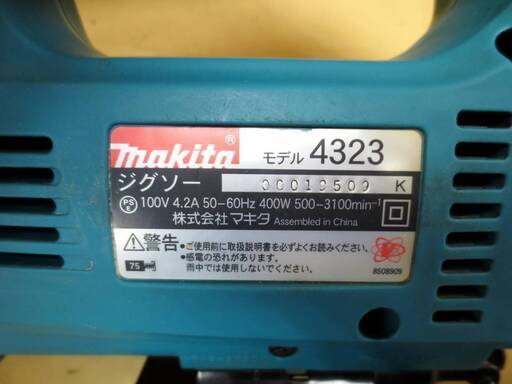 makita® モデル 4323
ジグソー 00019509 K
PS E 100V 4.2A 50-60Hz 400W 500-3100min⁻¹
株式会社マキタ Assembled in China
⚠警告 •ご使用前に取扱説明書を必ずよくお読みください。
•感電の恐れがあります。
雨中では使用しないでください。
75
850890S